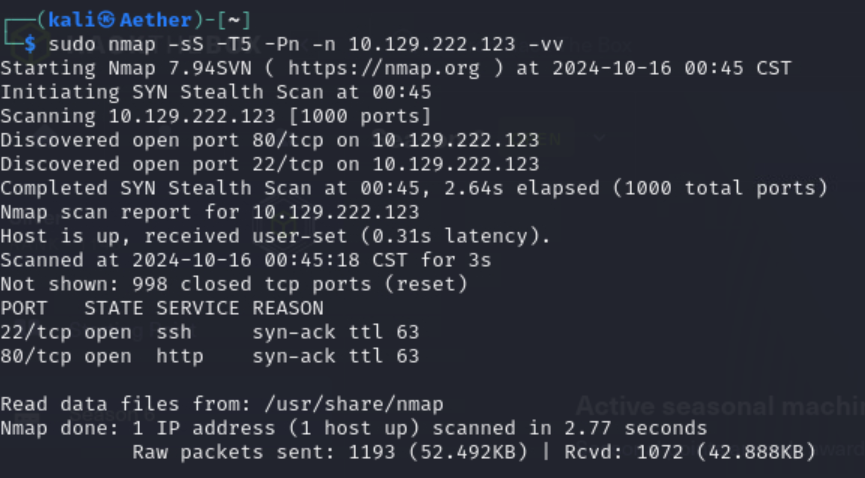 ┌──(kali㉿Aether)-[~]
└─$ sudo nmap -sS -T5 -Pn -n 10.129.222.123 -vv
Starting Nmap 7.94SVN ( https://nmap.org ) at 2024-10-16 00:45 CST
Initiating SYN Stealth Scan at 00:45
Scanning 10.129.222.123 [1000 ports]
Discovered open port 80/tcp on 10.129.222.123
Discovered open port 22/tcp on 10.129.222.123
Completed SYN Stealth Scan at 00:45, 2.64s elapsed (1000 total ports)
Nmap scan report for 10.129.222.123
Host is up, received user-set (0.31s latency).
Scanned at 2024-10-16 00:45:18 CST for 3s
Not shown: 998 closed tcp ports (reset)
PORT   STATE SERVICE REASON
22/tcp open  ssh     syn-ack ttl 63
80/tcp open  http    syn-ack ttl 63
Active seasonal machi
Read data files from: /usr/share/nmap
Nmap done: 1 IP address (1 host up) scanned in 2.77 seconds
Raw packets sent: 1193 (52.492KB) | Rcvd: 1072 (42.888KB)